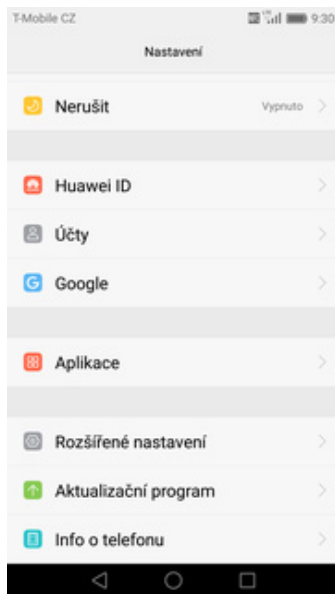 T-Mobile CZ 9:30
Nastavení
Nerušit Vypnuto
Huawei ID
Účty
Google
Aplikace
Rozšířené nastavení
Aktualizační program
Info o telefonu